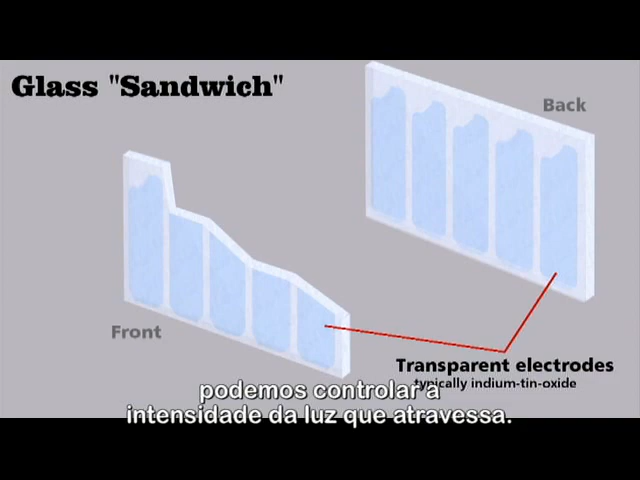 Glass "Sandwich"
Back
Front
Transparent electrodes
typically indium-tin-oxide
podemos controlar a
intensidade da luz que atravessa.